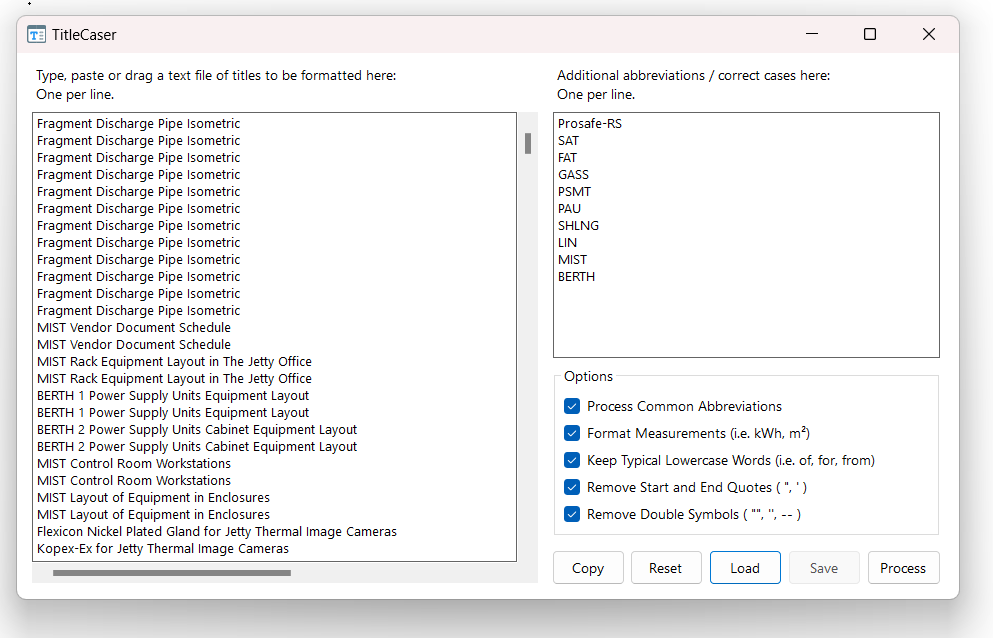 TitleCaser
Type, paste or drag a text file of titles to be formatted here:
One per line.
Fragment Discharge Pipe Isometric
Fragment Discharge Pipe Isometric
Fragment Discharge Pipe Isometric
Fragment Discharge Pipe Isometric
Fragment Discharge Pipe Isometric
Fragment Discharge Pipe Isometric
Fragment Discharge Pipe Isometric
Fragment Discharge Pipe Isometric
Fragment Discharge Pipe Isometric
Fragment Discharge Pipe Isometric
Fragment Discharge Pipe Isometric
Fragment Discharge Pipe Isometric
MIST Vendor Document Schedule
MIST Vendor Document Schedule
MIST Rack Equipment Layout in The Jetty Office
MIST Rack Equipment Layout in The Jetty Office
BERTH 1 Power Supply Units Equipment Layout
BERTH 1 Power Supply Units Equipment Layout
BERTH 2 Power Supply Units Cabinet Equipment Layout
BERTH 2 Power Supply Units Cabinet Equipment Layout
MIST Control Room Workstations
MIST Control Room Workstations
MIST Layout of Equipment in Enclosures
MIST Layout of Equipment in Enclosures
Flexicon Nickel Plated Gland for Jetty Thermal Image Cameras
Kopex-Ex for Jetty Thermal Image Cameras
Additional abbreviations / correct cases here:
One per line.
Prosafe-RS
SAT
FAT
GASS
PSMT
PAU
SHLNG
LIN
MIST
BERTH
Options
Process Common Abbreviations
Format Measurements (i.e. kWh, m²)
Keep Typical Lowercase Words (i.e. of, for, from)
Remove Start and End Quotes ( ", ' )
Remove Double Symbols ( "", '', -- )
Copy
Reset
Load
Save
Process